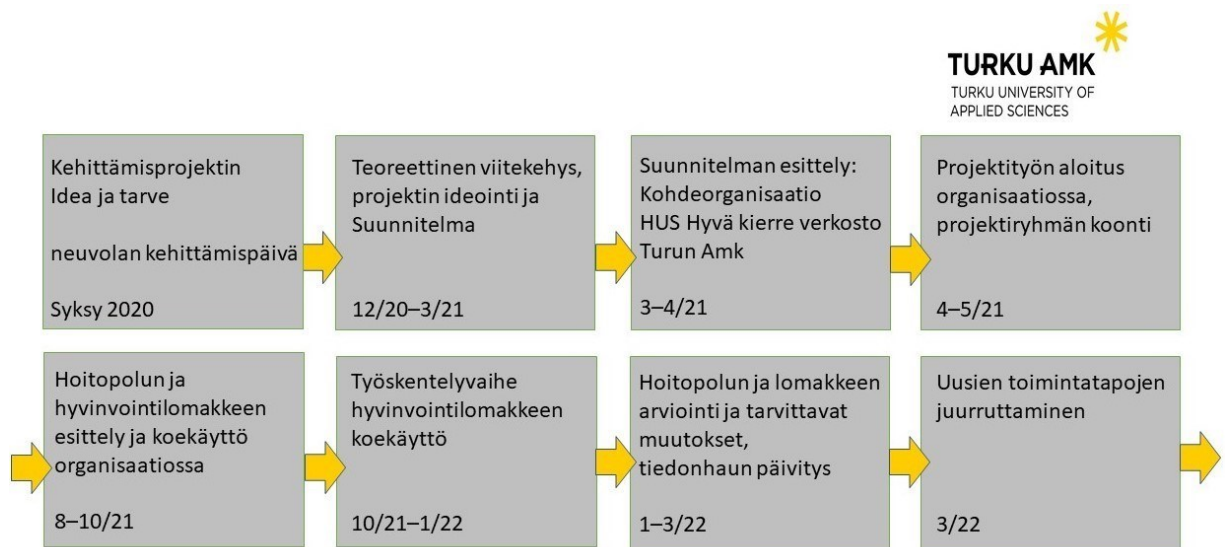 TURKU AMK
TURKU UNIVERSITY OF
APPLIED SCIENCES
Kehittämisprojektin
Idea ja tarve
neuvolan kehittämispäivä
Syksy 2020
Teoreettinen viitekehys,
projektin ideointi ja
Suunnitelma
12/20–3/21
Suunnitelman esittely:
Kohdeorganisaatio
HUS Hyvä kierre verkosto
Turun Amk
3–4/21
Projektityön aloitus
organisaatiossa,
projektiryhmän koonti
4–5/21
Hoitopolun ja
hyvinvointilomakkeen
esittely ja koekäyttö
organisaatiossa
8–10/21
Työskentelyvaihe
hyvinvointilomakkeen
koekäyttö
10/21–1/22
Hoitopolun ja lomakkeen
arviointi ja tarvittavat
muutokset,
tiedonhaun päivitys
1–3/22
Uusien toimintatapojen
juurruttaminen
3/22